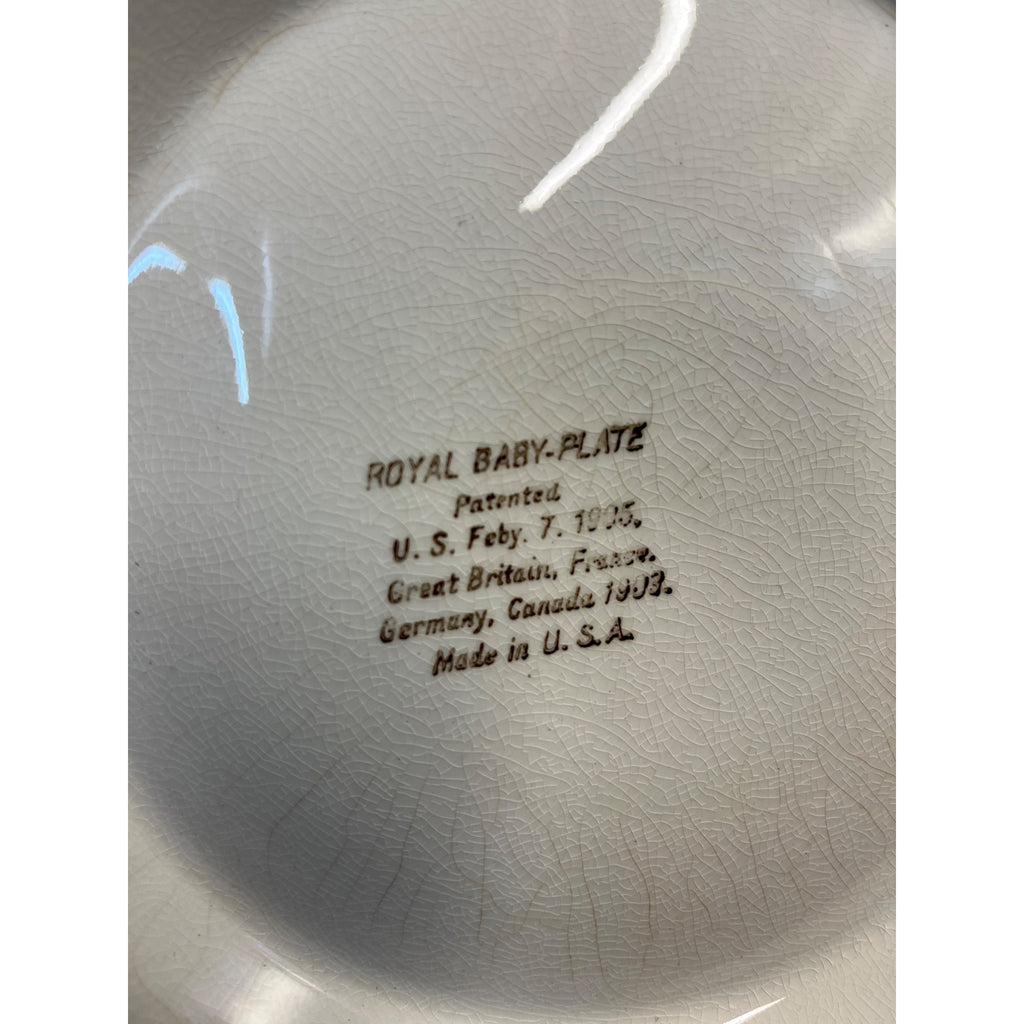 ROYAL BABY-PLATE
Patented
U. S. Feby. 7. 1905.
Great Britain, France.
Germany, Canada 1903.
Made in U. S. A.